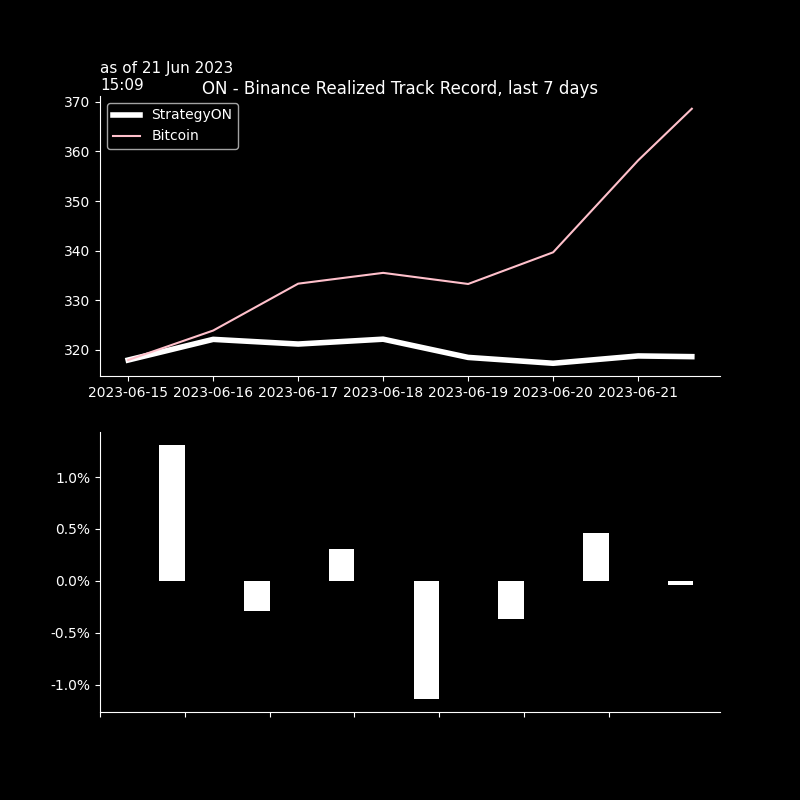 as of 21 Jun 2023
15:09
ON - Binance Realized Track Record, last 7 days
StrategyON
Bitcoin
370
360
350
340
330
320
2023-06-15 2023-06-16 2023-06-17 2023-06-18 2023-06-19 2023-06-20 2023-06-21
1.0%
0.5%
0.0%
-0.5%
-1.0%